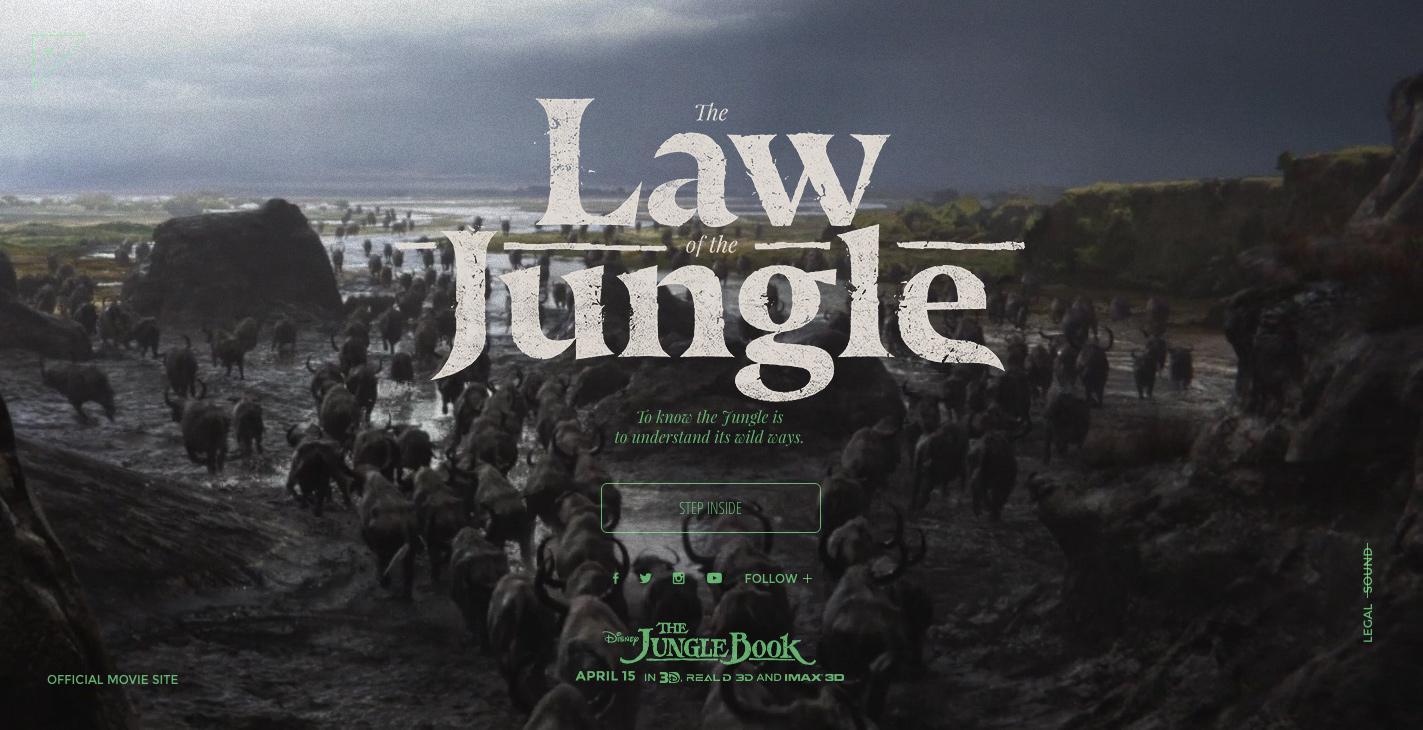 The
Law
of the
Jungle
To know the Jungle is
to understand its wild ways.
STEP INSIDE
FOLLOW +
LEGAL SOUND
Disney
THE
JUNGLE BOOK
APRIL 15 IN 3D, REAL D 3D AND IMAX 3D
OFFICIAL MOVIE SITE